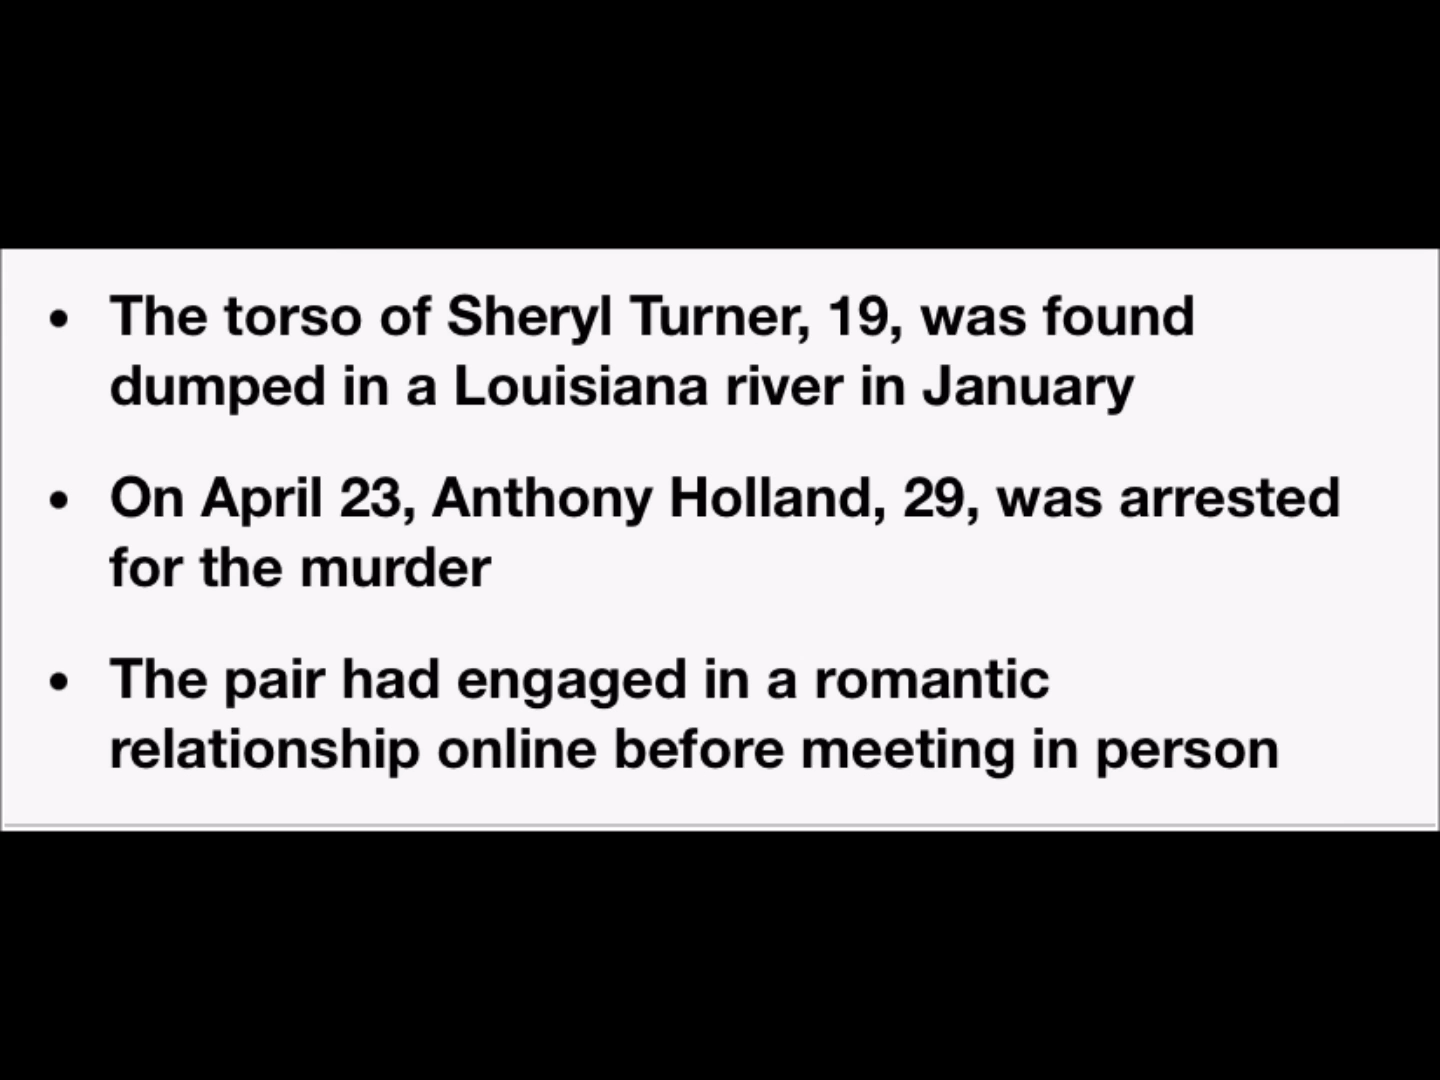 • The torso of Sheryl Turner, 19, was found
dumped in a Louisiana river in January
• On April 23, Anthony Holland, 29, was arrested
for the murder
• The pair had engaged in a romantic
relationship online before meeting in person